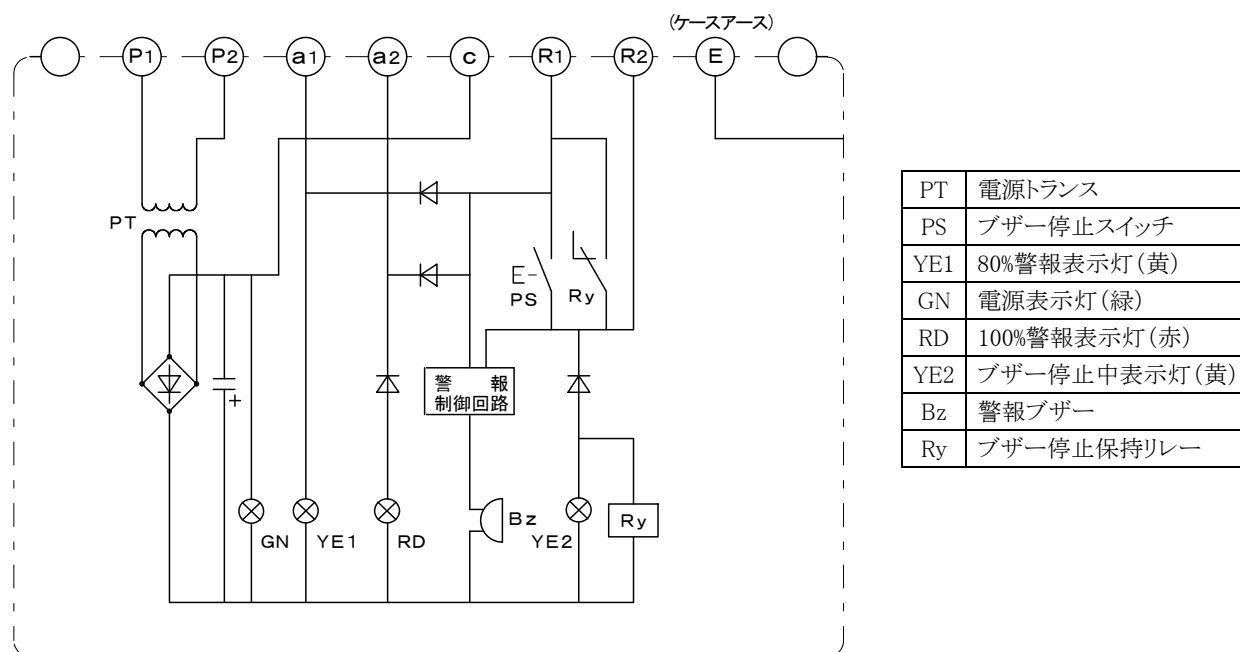 (ケースアース)
P1 P2 a1 a2 c R1 R2 E
PT
E-
PS
Ry
+
警 報
制御回路
GN YE1 RD Bz YE2 Ry
PT 電源トランス
PS ブザー停止スイッチ
YE1 80%警報表示灯(黄)
GN 電源表示灯(緑)
RD 100%警報表示灯(赤)
YE2 ブザー停止中表示灯(黄)
Bz 警報ブザー
Ry ブザー停止保持リレー